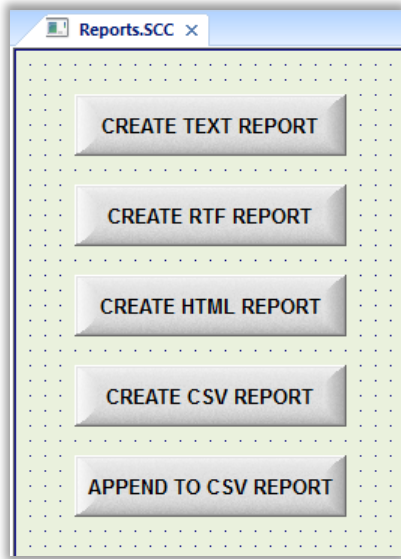 Reports.SCC
CREATE TEXT REPORT
CREATE RTF REPORT
CREATE HTML REPORT
CREATE CSV REPORT
APPEND TO CSV REPORT